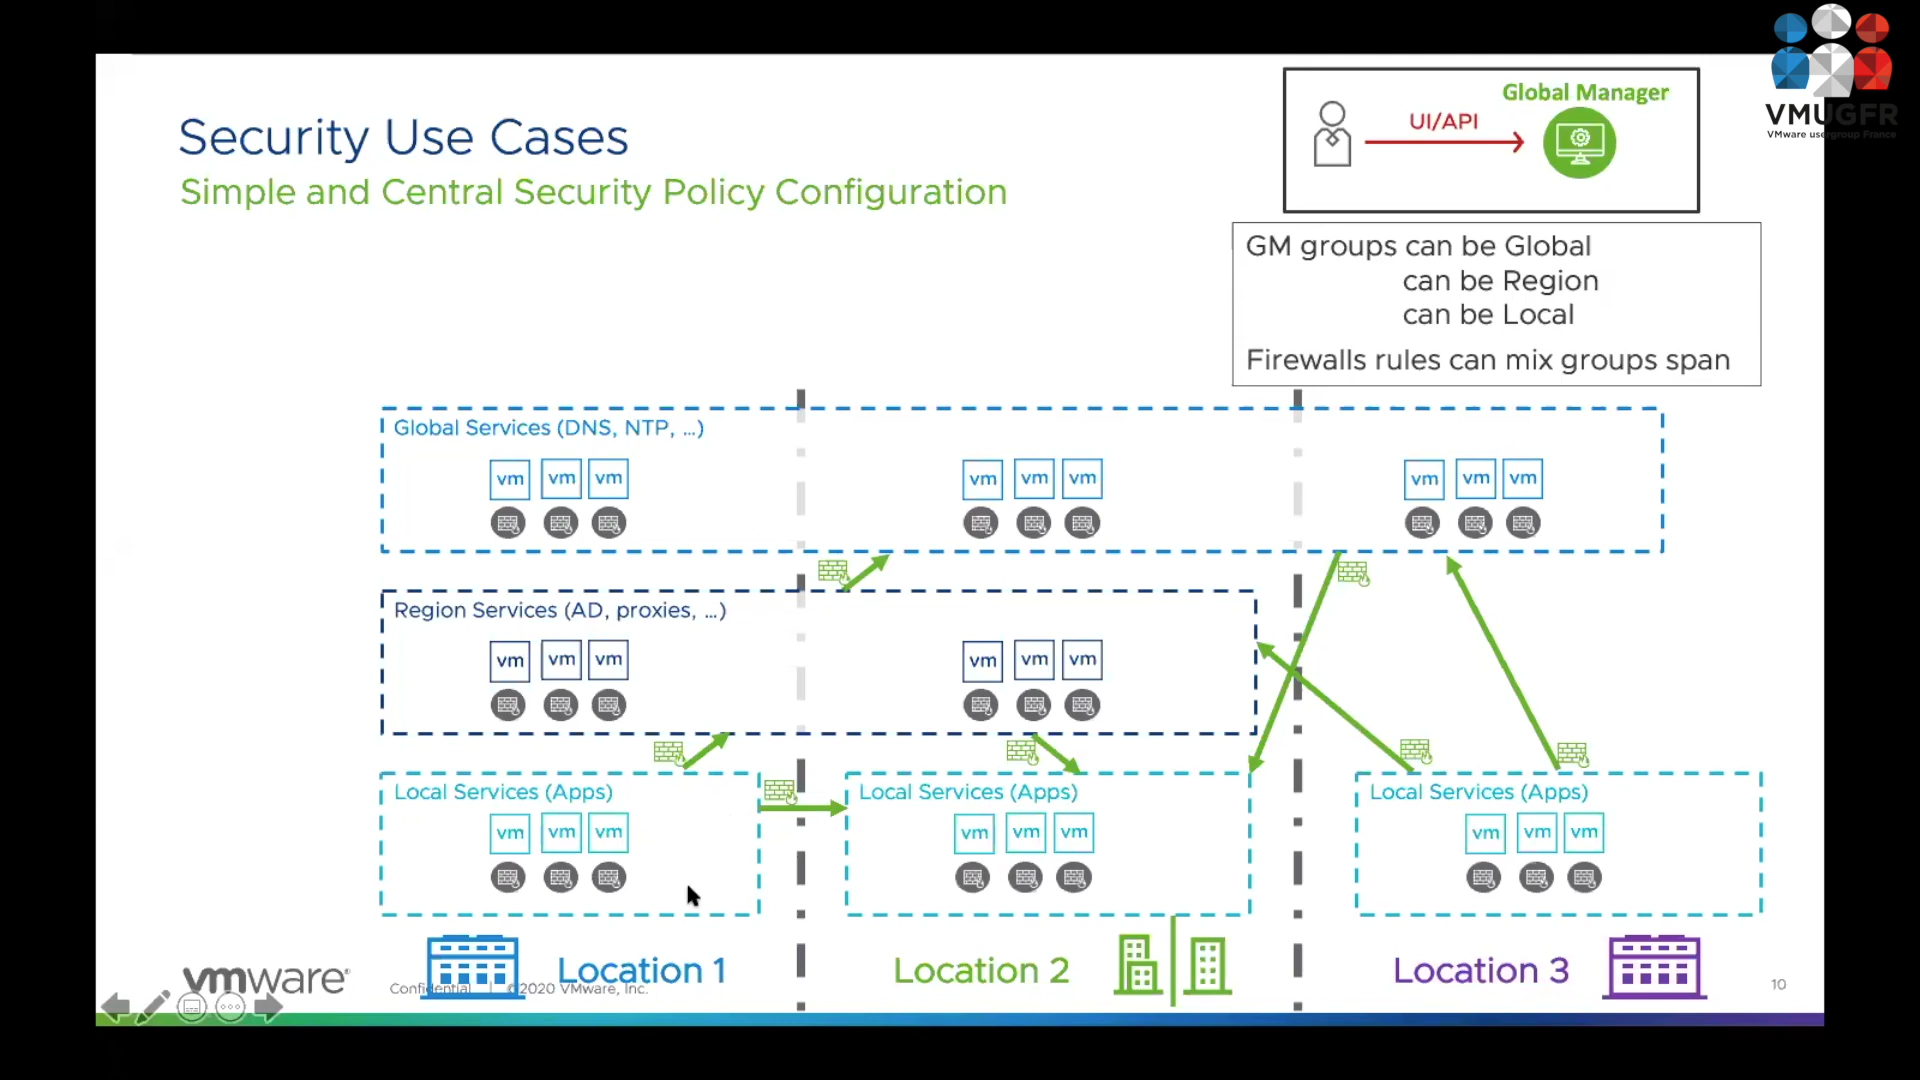 VMUGFR
VMware usergroup France
Security Use Cases
Simple and Central Security Policy Configuration
Global Manager
UI/API
GM groups can be Global
can be Region
can be Local
Firewalls rules can mix groups span
Global Services (DNS, NTP, ...)
vm vm vm vm vm vm vm vm vm
Region Services (AD, proxies, ...)
vm vm vm vm vm vm
Local Services (Apps) Local Services (Apps) Local Services (Apps)
vm vm vm vm vm vm vm vm vm
Location 1 Location 2 Location 3
vmware®
Confidential | ©2020 VMware, Inc.
10